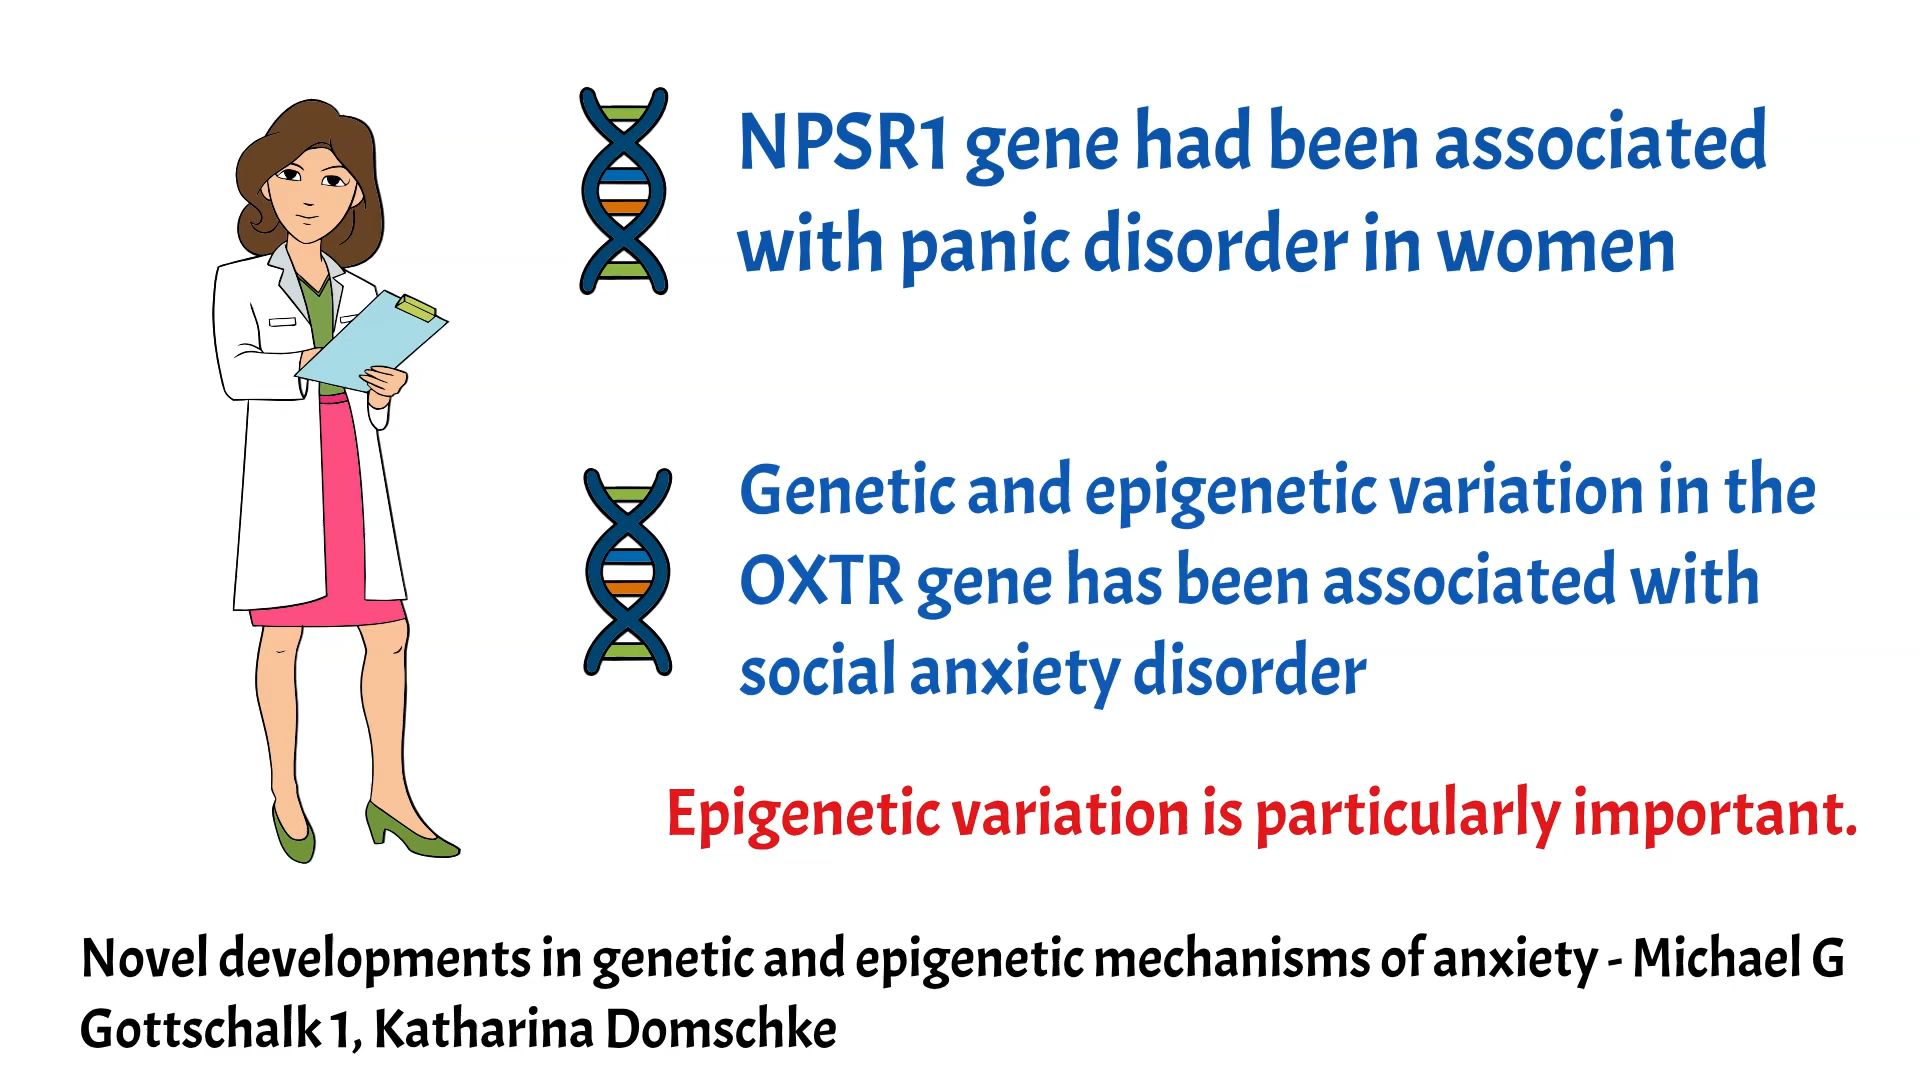 NPSR1 gene had been associated
with panic disorder in women
Genetic and epigenetic variation in the
OXTR gene has been associated with
social anxiety disorder
Epigenetic variation is particularly important.
Novel developments in genetic and epigenetic mechanisms of anxiety - Michael G
Gottschalk 1, Katharina Domschke